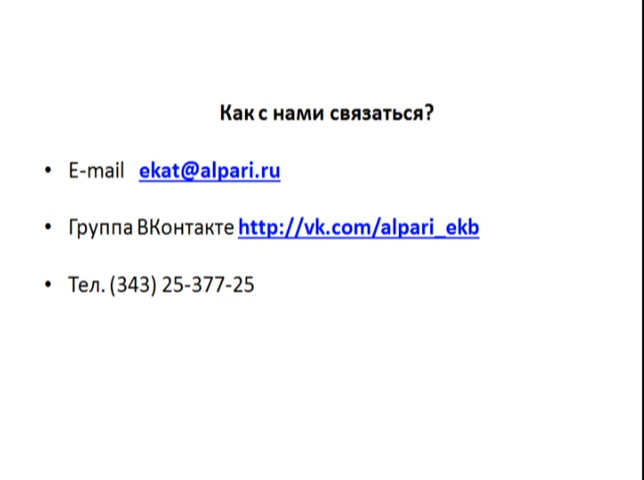 Как с нами связаться?
• E-mail ekat@alpari.ru
• Группа ВКонтакте http://vk.com/alpari_ekb
• Тел. (343) 25-377-25